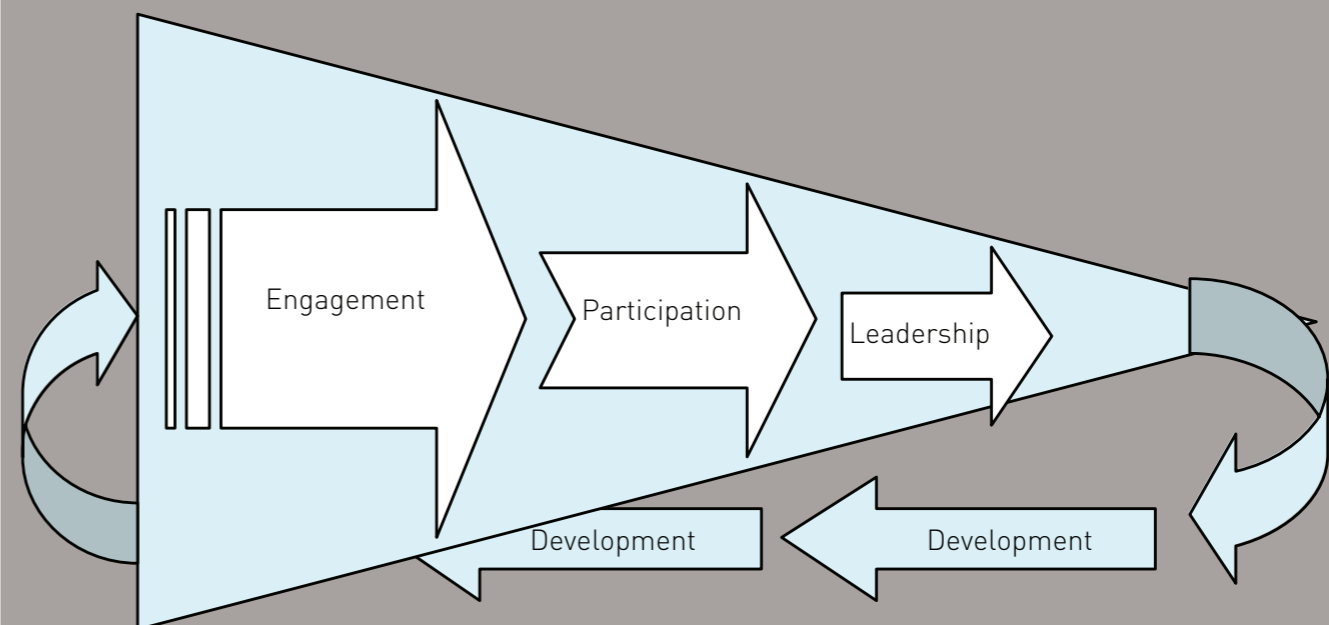 Engagement
Participation
Leadership
Development
Development